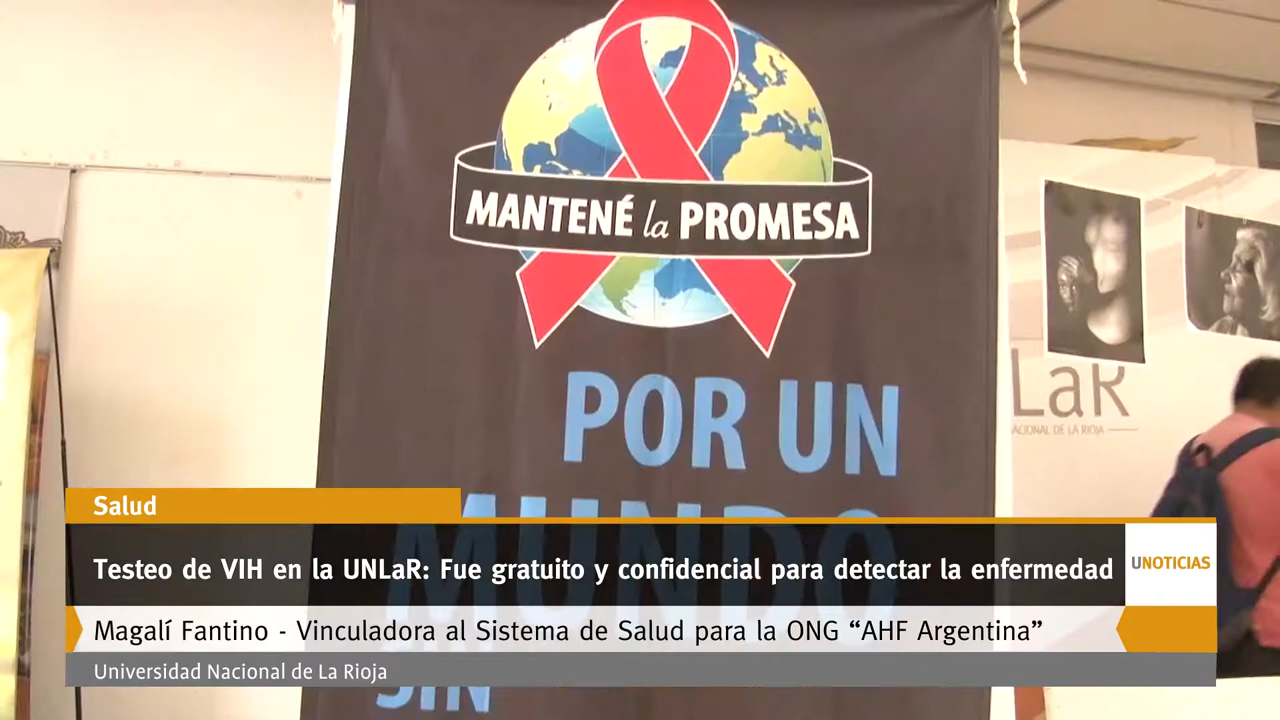 MANTENÉ la PROMESA
POR UN
MUNDO
SIN
LaR
NACIONAL DE LA RIOJA
Salud
Testeo de VIH en la UNLaR: Fue gratuito y confidencial para detectar la enfermedad
UNOTICIAS
Magalí Fantino - Vinculadora al Sistema de Salud para la ONG “AHF Argentina”
Universidad Nacional de La Rioja